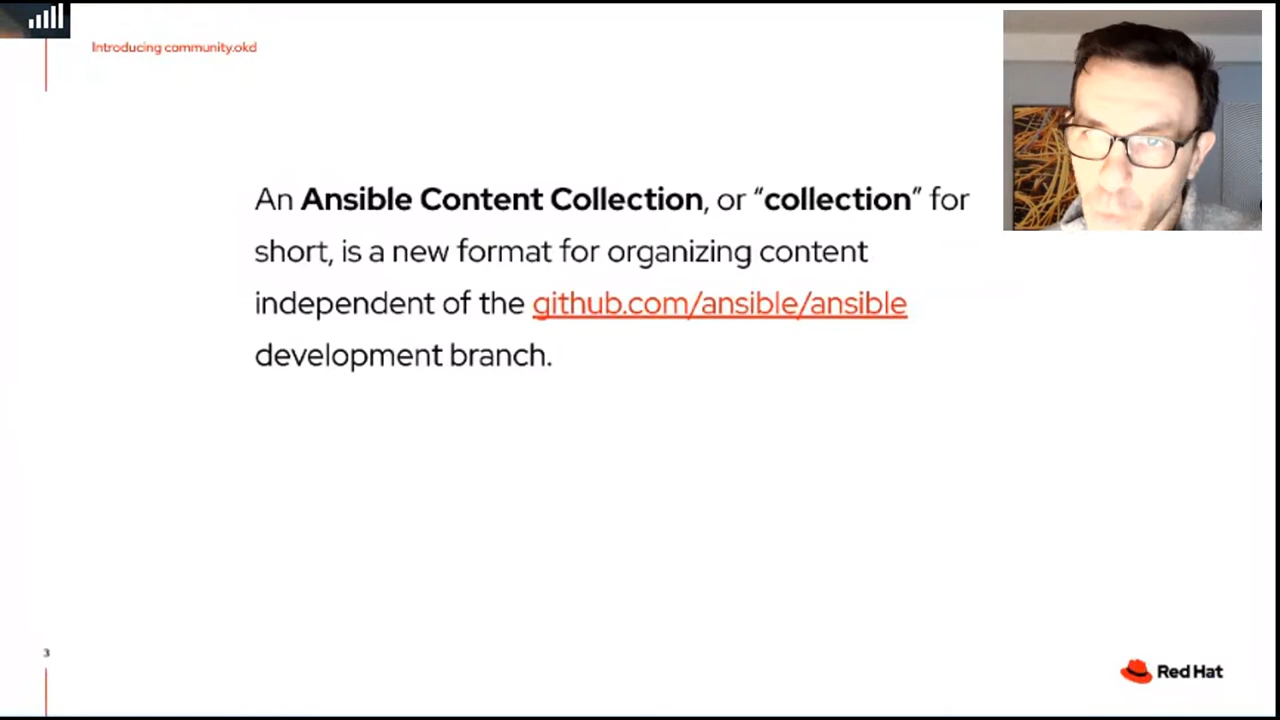 Introducing community.okd
An Ansible Content Collection, or “collection” for
short, is a new format for organizing content
independent of the github.com/ansible/ansible
development branch.
3
Red Hat